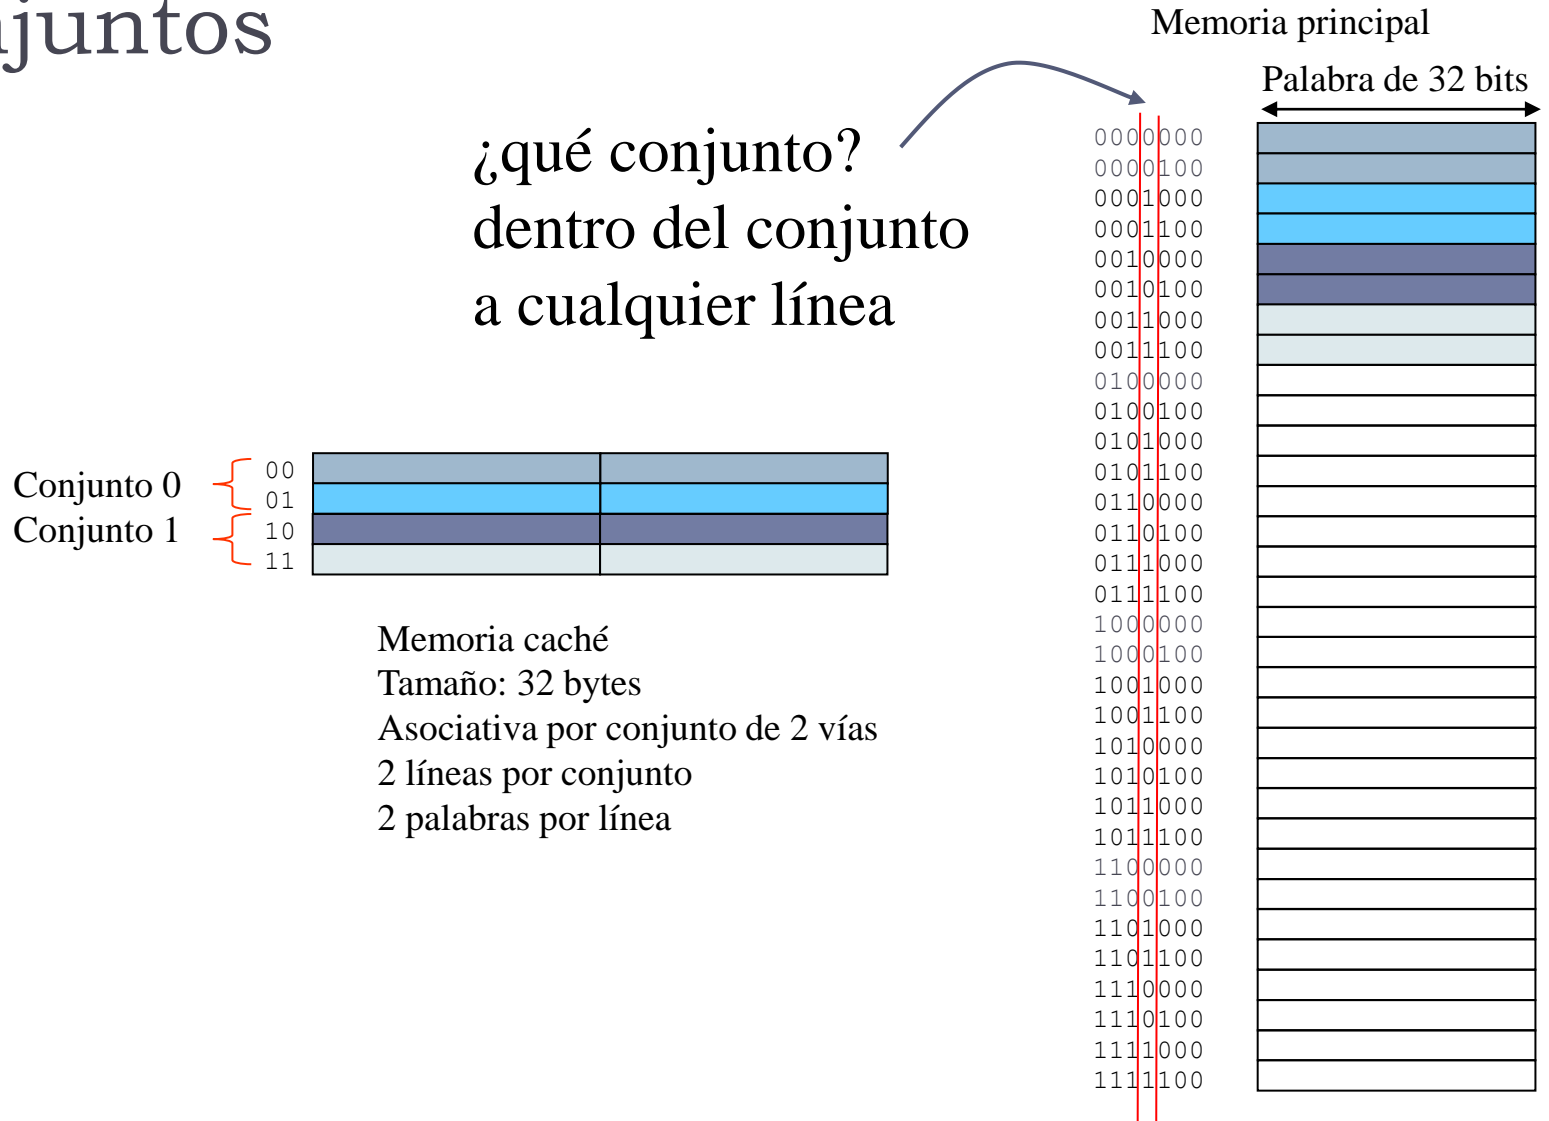 juntos
Memoria principal
Palabra de 32 bits
¿qué conjunto?
dentro del conjunto
a cualquier línea
0000000
0000100
0001000
0001100
0010000
0010100
0011000
0011100
0100000
0100100
0101000
0101100
0110000
0110100
0111000
0111100
1000000
1000100
1001000
1001100
1010000
1010100
1011000
1011100
1100000
1100100
1101000
1101100
1110000
1110100
1111000
1111100
Conjunto 0
Conjunto 1
00
01
10
11
Memoria caché
Tamaño: 32 bytes
Asociativa por conjunto de 2 vías
2 líneas por conjunto
2 palabras por línea